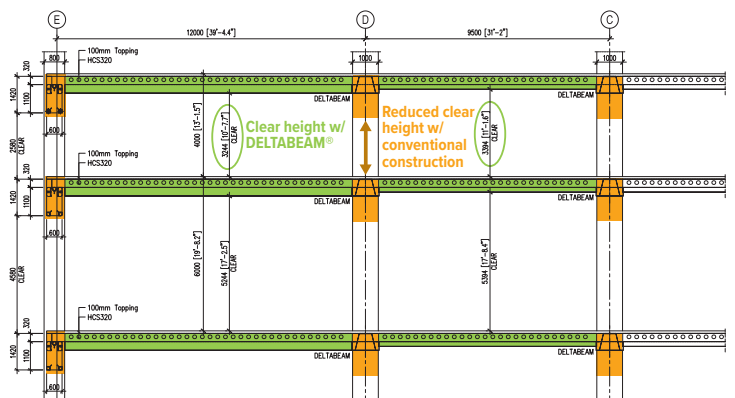 E
D
C
12000 [39'-4.4"]
9500 [31'-2"]
800
1000
1000
100mm Topping
HCS320
320
1420
1100
DELTABEAM
DELTABEAM
600
4000 [13'-1.5"]
3244 [10'-7.7"]
CLEAR
Clear height w/
DELTABEAM®
Reduced clear
height w/
conventional
construction
3394 [11'-1.6"]
CLEAR
2580
CLEAR
100mm Topping
HCS320
320
1420
1100
DELTABEAM
DELTABEAM
600
6000 [19'-8.2"]
5244 [17'-2.5"]
CLEAR
5394 [17'-8.4"]
CLEAR
4580
CLEAR
100mm Topping
HCS320
320
1420
1100
DELTABEAM
DELTABEAM
600